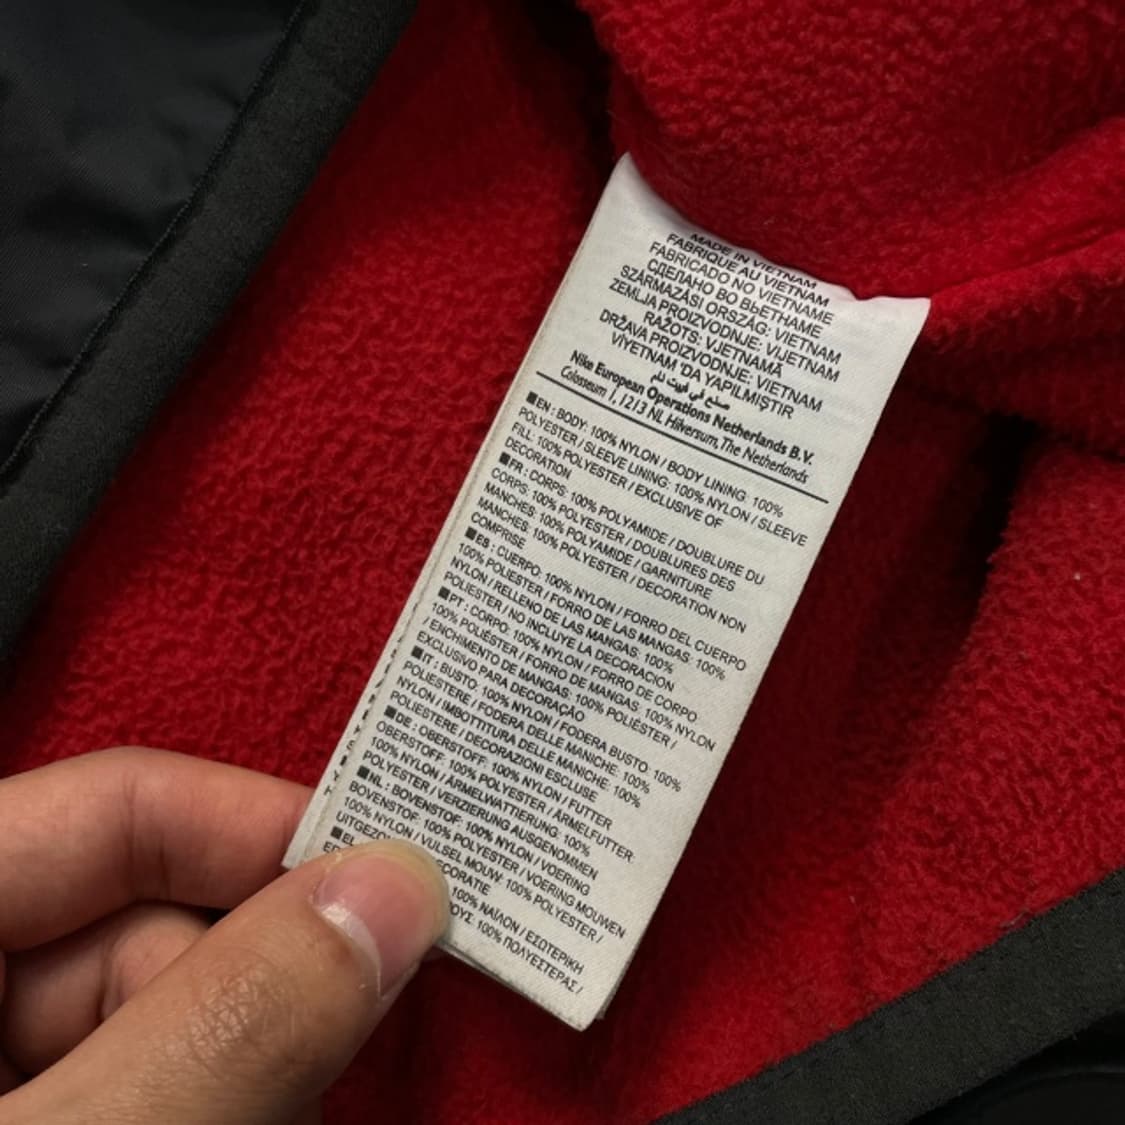 MADE IN VIETNAM
FABRIQUE AU VIETNAM
FABRICADO NO VIETNAME
СДЕЛАНО ВО ВЬЕТНАМЕ
SZÁRMAZÁSI ORSZÁG: VIETNAM
ZEMLJA PROIZVODNJE: VIJETNAM
RAŽOTS: VJETNAMĀ
DRŽAVA PROIZVODNJE: VIETNAM
VİYETNAM 'DA YAPILMIŞTIR
صنع في فييت نام
Nike European Operations Netherlands B.V.
Colosseum 1, 1213 NL Hilversum, The Netherlands
■EN : BODY: 100% NYLON / BODY LINING: 100%
POLYESTER / SLEEVE LINING: 100% NYLON / SLEEVE
FILL: 100% POLYESTER / EXCLUSIVE OF
DECORATION
■FR : CORPS: 100% POLYAMIDE / DOUBLURE DU
CORPS: 100% POLYESTER / DOUBLURES DES
MANCHES: 100% POLYAMIDE / GARNITURE
MANCHES: 100% POLYESTER / DECORATION NON
COMPRISE
■ES : CUERPO: 100% NYLON / FORRO DEL CUERPO
100% POLIESTER / FORRO DE LAS MANGAS: 100%
NYLON / RELLENO DE LAS MANGAS: 100%
POLIESTER / NO INCLUYE LA DECORACION
■PT : CORPO: 100% NYLON / FORRO DE CORPO
100% POLIÉSTER / FORRO DE MANGAS: 100% NYLON
/ ENCHIMENTO DE MANGAS: 100% POLIÉSTER /
EXCLUSIVO PARA DECORAÇÃO
■IT : BUSTO: 100% NYLON / FODERA BUSTO: 100%
POLIESTERE / FODERA DELLE MANICHE: 100%
NYLON / IMBOTTITURA DELLE MANICHE: 100%
POLIESTERE / DECORAZIONI ESCLUSE
■DE : OBERSTOFF: 100% NYLON / FUTTER
OBERSTOFF: 100% POLYESTER / ÄRMELFUTTER:
100% NYLON / ÄRMELWATTIERUNG: 100%
POLYESTER / VERZIERUNG AUSGENOMMEN
■NL : BOVENSTOF: 100% NYLON / VOERING
BOVENSTOF: 100% POLYESTER / VOERING MOUWEN
100% NYLON / VULSEL MOUW: 100% POLYESTER /
■EL
100% ΝΑΪΛΟΝ / ΕΣΩΤΕΡΙΚΗ
100% ΠΟΛΥΕΣΤΕΡΑΣ /